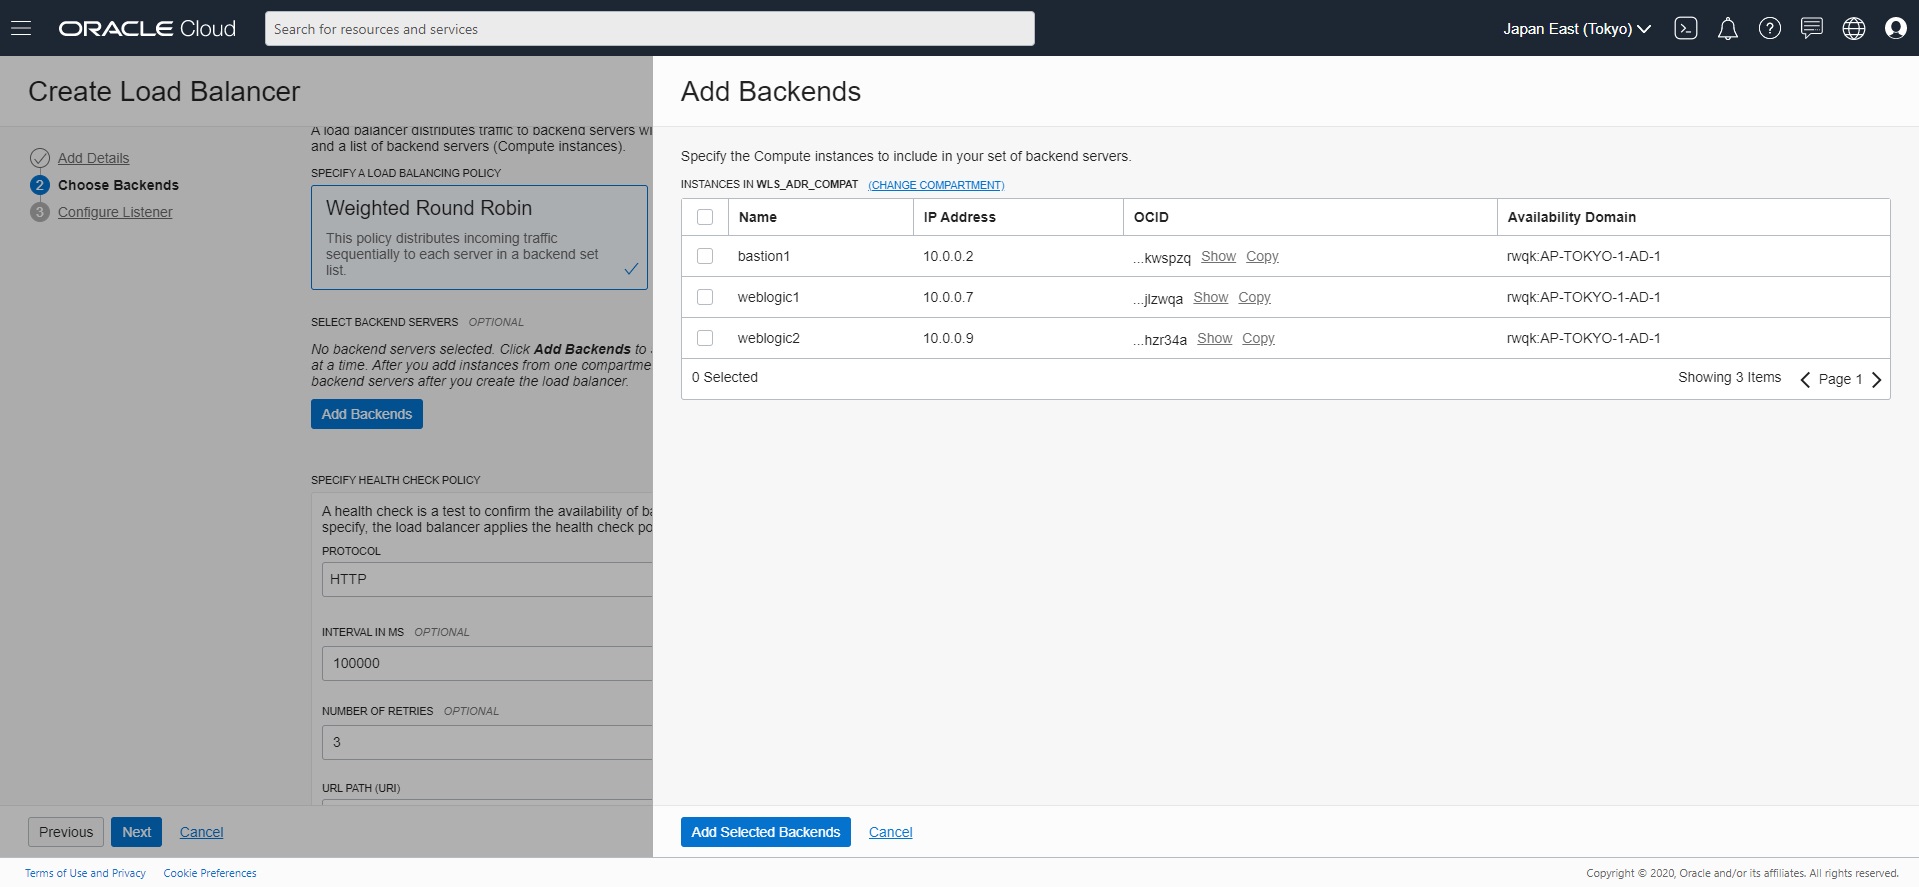 ORACLE Cloud
Search for resources and services
Japan East (Tokyo)
Create Load Balancer
Add Details
2 Choose Backends
3 Configure Listener
A load balancer distributes traffic to backend servers
and a list of backend servers (Compute instances).
SPECIFY A LOAD BALANCING POLICY
Weighted Round Robin
This policy distributes incoming traffic
sequentially to each server in a backend set
list.
SELECT BACKEND SERVERS OPTIONAL
No backend servers selected. Click Add Backends to
at a time. After you add instances from one compartme
backend servers after you create the load balancer.
Add Backends
SPECIFY HEALTH CHECK POLICY
A health check is a test to confirm the availability of
specify, the load balancer applies the health check po
PROTOCOL
HTTP
INTERVAL IN MS OPTIONAL
100000
NUMBER OF RETRIES OPTIONAL
3
URL PATH (URI)
Previous Next Cancel
Add Backends
Specify the Compute instances to include in your set of backend servers.
INSTANCES IN WLS_ADR_COMPAT (CHANGE COMPARTMENT)
Name IP Address OCID Availability Domain
bastion1 10.0.0.2 ...kwspzq Show Copy rwqk:AP-TOKYO-1-AD-1
weblogic1 10.0.0.7 ...jlzwqa Show Copy rwqk:AP-TOKYO-1-AD-1
weblogic2 10.0.0.9 ...hzr34a Show Copy rwqk:AP-TOKYO-1-AD-1
0 Selected Showing 3 Items Page 1
Add Selected Backends Cancel
Terms of Use and Privacy Cookie Preferences
Copyright © 2020, Oracle and/or its affiliates. All rights reserved.